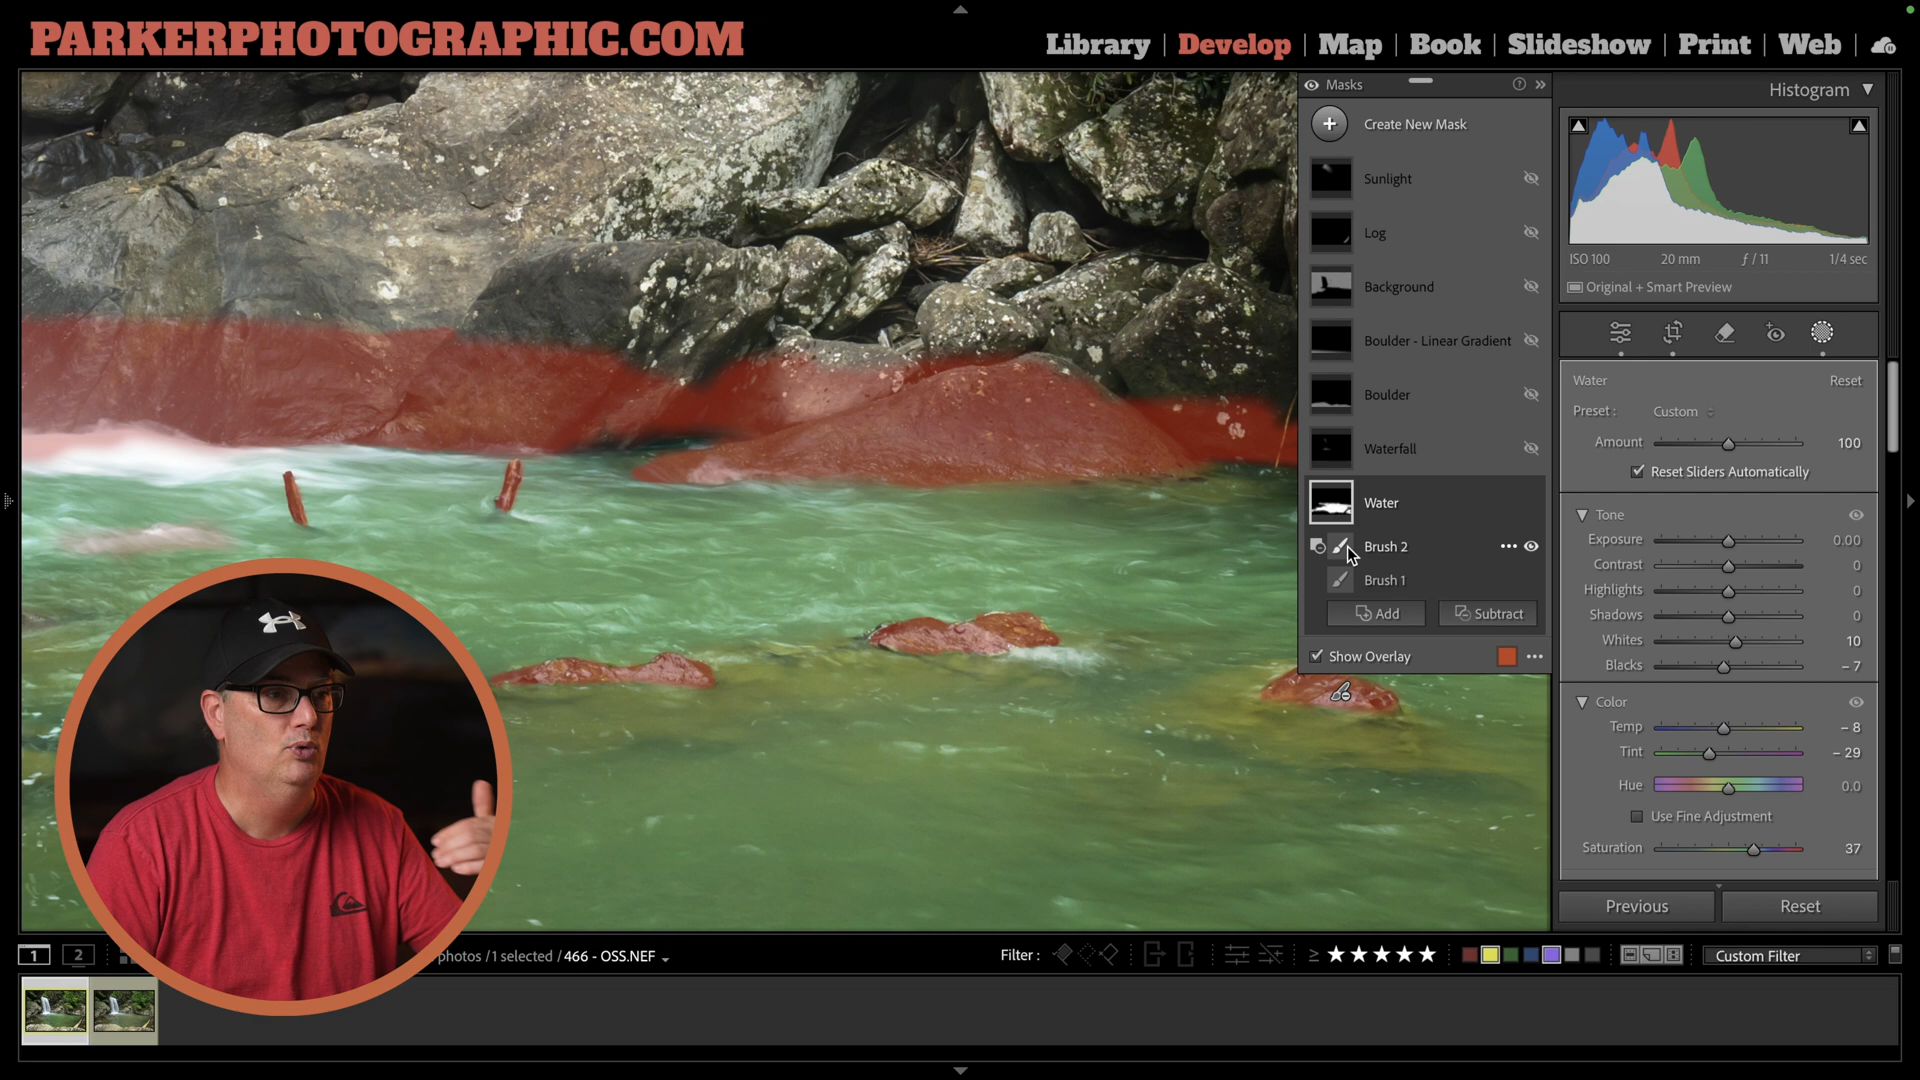 PARKERPHOTOGRAPHIC.COM
Library | Develop | Map | Book | Slideshow | Print | Web |
Masks
Create New Mask
Sunlight
Log
Background
Boulder - Linear Gradient
Boulder
Waterfall
Water
Brush 2
Brush 1
Add
Subtract
Show Overlay
Histogram
ISO 100 20 mm ƒ / 11 1/4 sec
Original + Smart Preview
Water Reset
Preset : Custom
Amount 100
Reset Sliders Automatically
Tone
Exposure 0.00
Contrast 0
Highlights 0
Shadows 0
Whites 10
Blacks – 7
Color
Temp – 8
Tint – 29
Hue 0.0
Use Fine Adjustment
Saturation 37
Previous Reset
1 2 photos / 1 selected / 466 - OSS.NEF Filter : ≥ ★★★★★ Custom Filter